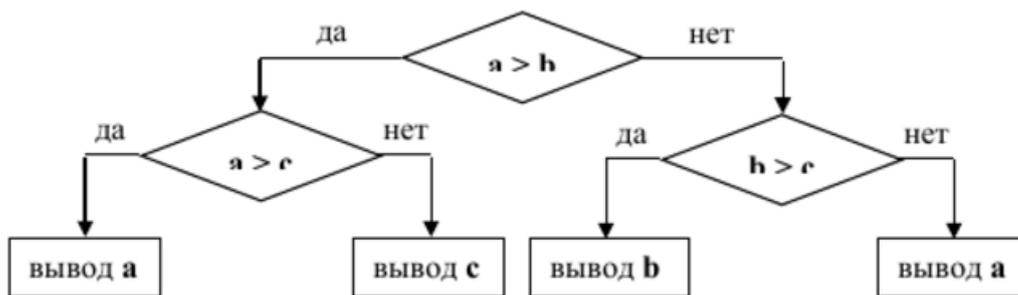 да
нет
a > b
да
нет
да
нет
a > c
b > c
вывод a
вывод c
вывод b
вывод a